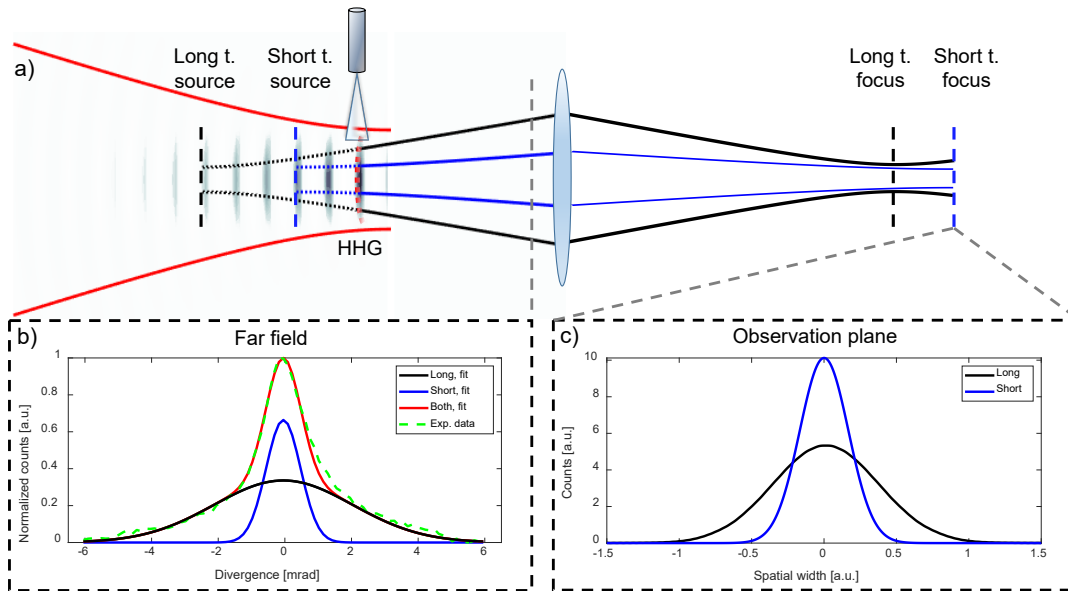 a)
Long t.
source
Short t.
source
Long t.
focus
Short t.
focus
HHG
b)
Far field
Normalized counts [a.u.]
1
0.8
0.6
0.4
0.2
0
-6
-4
-2
0
2
4
6
Divergence [mrad]
Long, fit
Short, fit
Both, fit
Exp. data
c)
Observation plane
Counts [a.u.]
10
8
6
4
2
0
-1.5
-1
-0.5
0
0.5
1
1.5
Spatial width [a.u.]
Long
Short